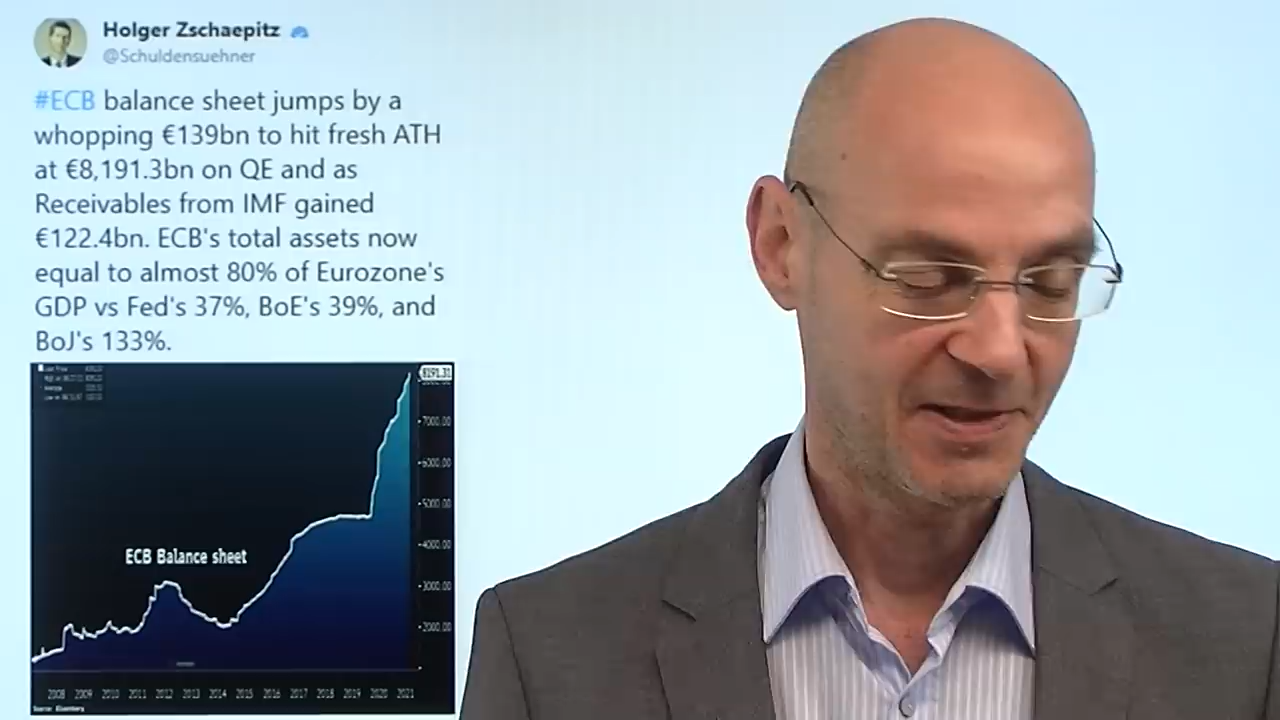 Holger Zschaepitz
@Schuldensuehner
#ECB balance sheet jumps by a
whopping €139bn to hit fresh ATH
at €8,191.3bn on QE and as
Receivables from IMF gained
€122.4bn. ECB's total assets now
equal to almost 80% of Eurozone's
GDP vs Fed's 37%, BoE's 39%, and
BoJ's 133%.
Last Price
Average
8191.31
7000.00
6000.00
5000.00
4000.00
ECB Balance sheet
3000.00
2000.00
2008 2009 2010 2011 2012 2013 2014 2015 2016 2017 2018 2019 2020 2021
Source: Bloomberg